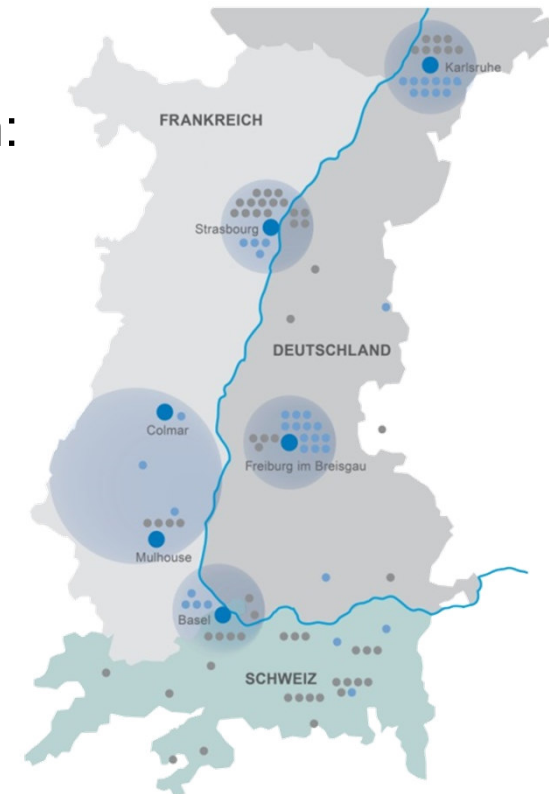 :
Karlsruhe
FRANKREICH
Strasbourg
DEUTSCHLAND
Colmar
Freiburg im Breisgau
Mulhouse
Basel
SCHWEIZ